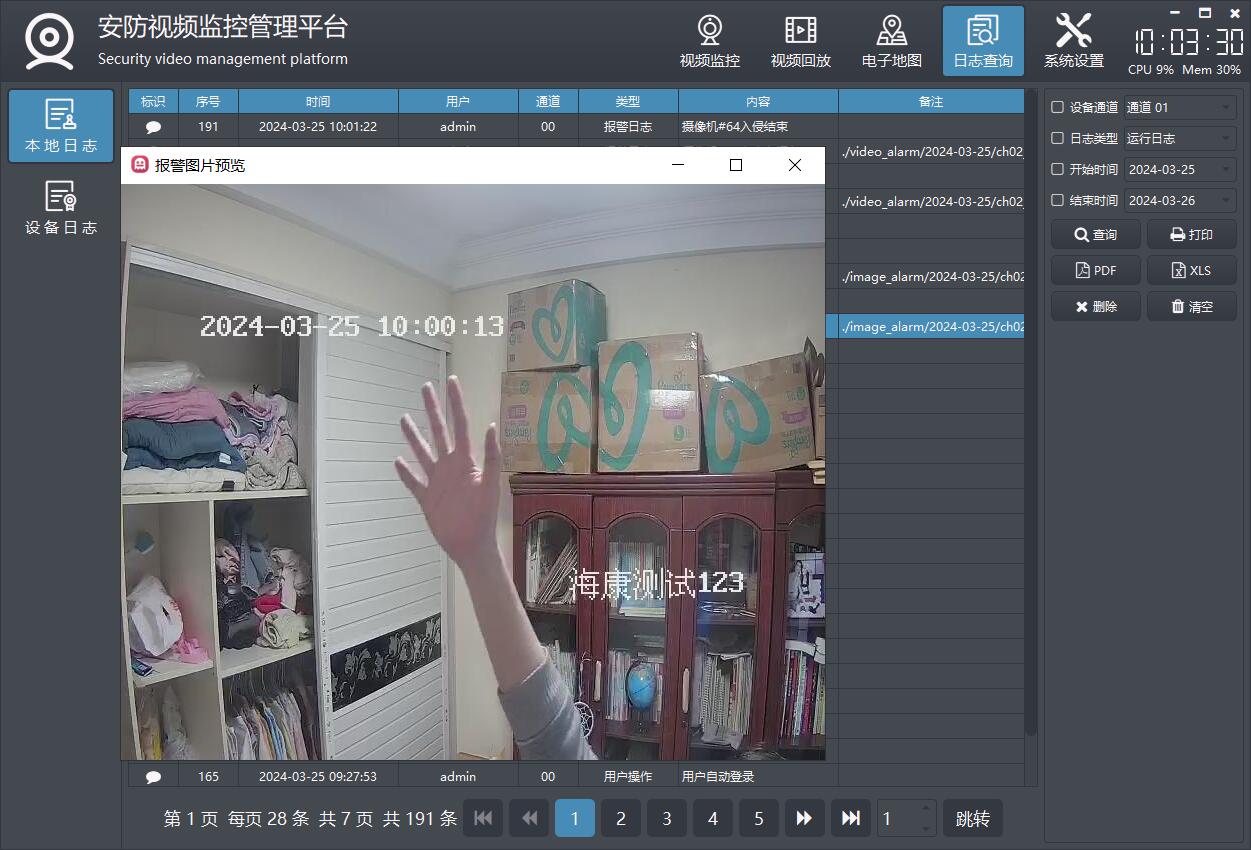 安防视频监控管理平台
Security video management platform
视频监控
视频回放
电子地图
日志查询
系统设置
10:03:30
CPU 9% Mem 30%
本地日志
设备日志
标识 序号 时间 用户 通道 类型 内容 备注
191 2024-03-25 10:01:22 admin 00 报警日志 摄像机#64入侵结束
./video_alarm/2024-03-25/ch02_
./video_alarm/2024-03-25/ch02_
./image_alarm/2024-03-25/ch02
./image_alarm/2024-03-25/ch02
报警图片预览
2024-03-25 10:00:13
海康测试123
165 2024-03-25 09:27:53 admin 00 用户操作 用户自动登录
第 1 页 每页 28 条 共 7 页 共 191 条
1 2 3 4 5
1
跳转
设备通道 通道 01
日志类型 运行日志
开始时间 2024-03-25
结束时间 2024-03-26
查询 打印
PDF XLS
删除 清空